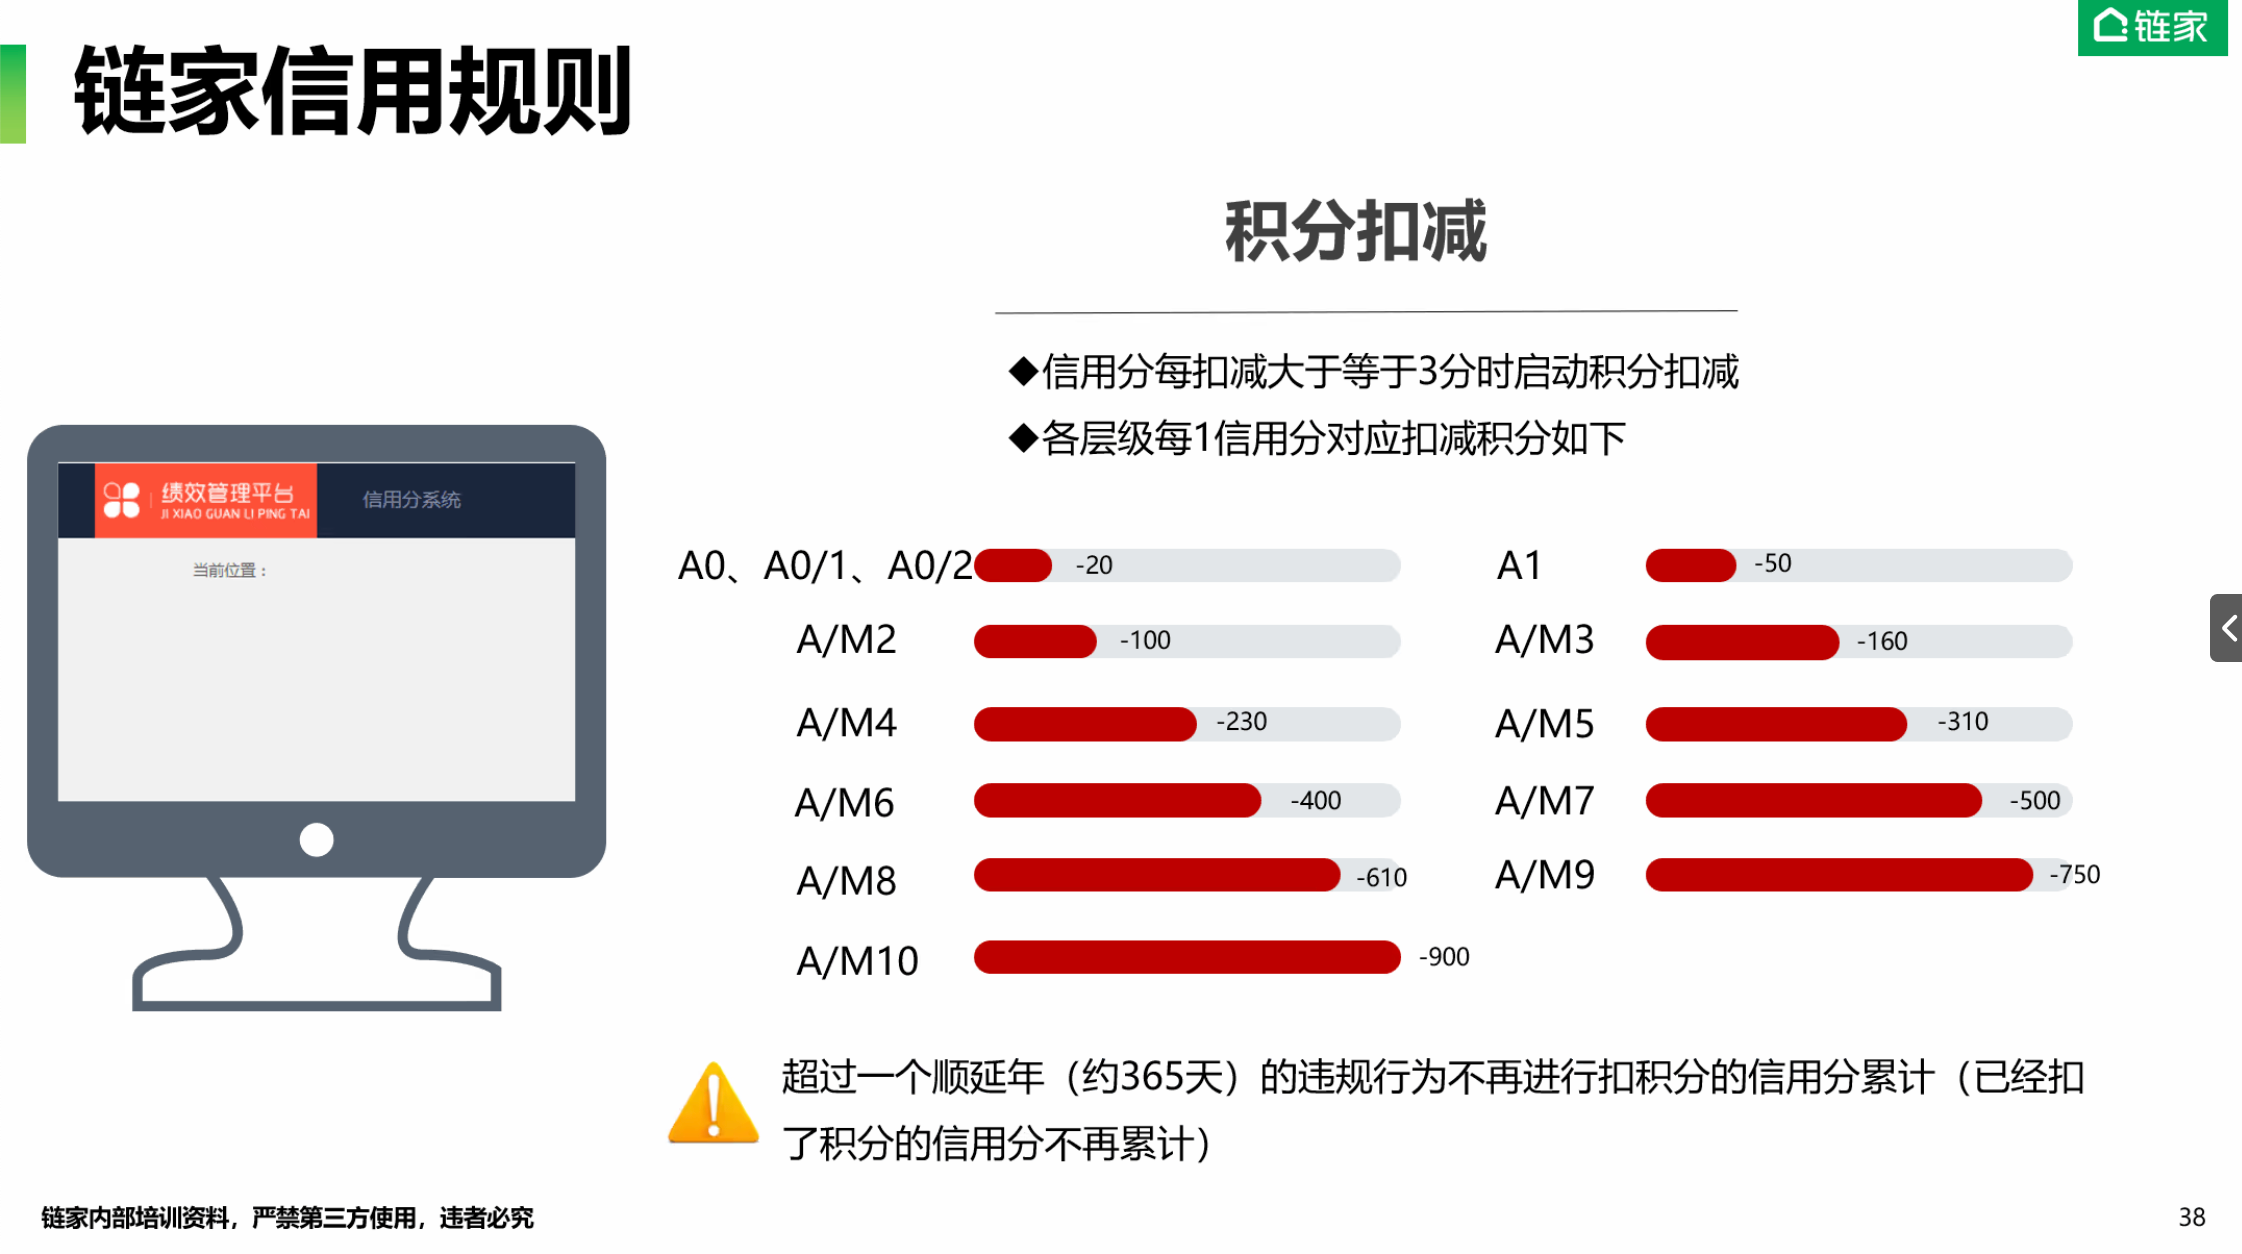 链家
链家信用规则
积分扣减
◆信用分每扣减大于等于3分时启动积分扣减
◆各层级每1信用分对应扣减积分如下
绩效管理平台
JI XIAO GUAN LI PING TAI
信用分系统
当前位置：
A0、A0/1、A0/2 -20
A1 -50
A/M2 -100
A/M3 -160
A/M4 -230
A/M5 -310
A/M6 -400
A/M7 -500
A/M8 -610
A/M9 -750
A/M10 -900
超过一个顺延年（约365天）的违规行为不再进行扣积分的信用分累计（已经扣
了积分的信用分不再累计）
链家内部培训资料，严禁第三方使用，违者必究
38